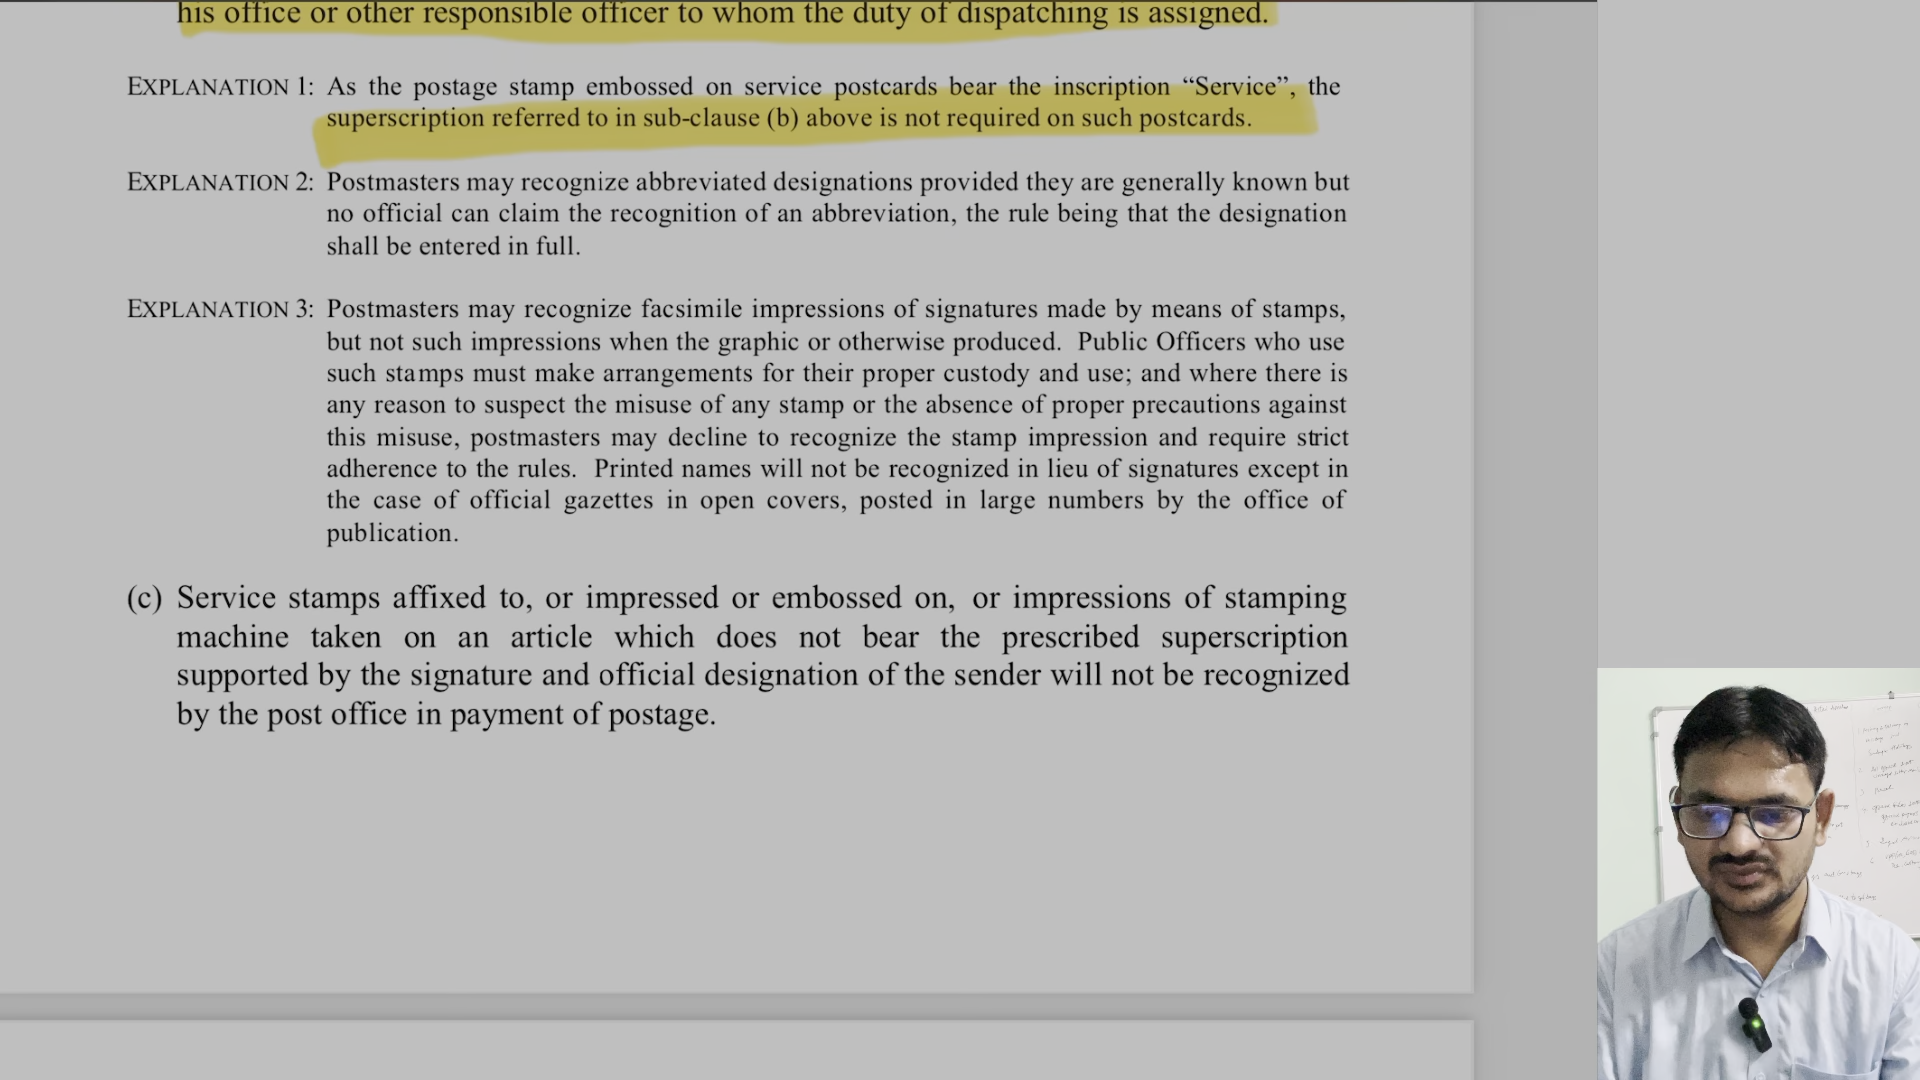 his office or other responsible officer to whom the duty of dispatching is assigned.
EXPLANATION 1: As the postage stamp embossed on service postcards bear the inscription “Service”, the
superscription referred to in sub-clause (b) above is not required on such postcards.
EXPLANATION 2: Postmasters may recognize abbreviated designations provided they are generally known but
no official can claim the recognition of an abbreviation, the rule being that the designation
shall be entered in full.
EXPLANATION 3: Postmasters may recognize facsimile impressions of signatures made by means of stamps,
but not such impressions when the graphic or otherwise produced. Public Officers who use
such stamps must make arrangements for their proper custody and use; and where there is
any reason to suspect the misuse of any stamp or the absence of proper precautions against
this misuse, postmasters may decline to recognize the stamp impression and require strict
adherence to the rules. Printed names will not be recognized in lieu of signatures except in
the case of official gazettes in open covers, posted in large numbers by the office of
publication.
(c) Service stamps affixed to, or impressed or embossed on, or impressions of stamping
machine taken on an article which does not bear the prescribed superscription
supported by the signature and official designation of the sender will not be recognized
by the post office in payment of postage.